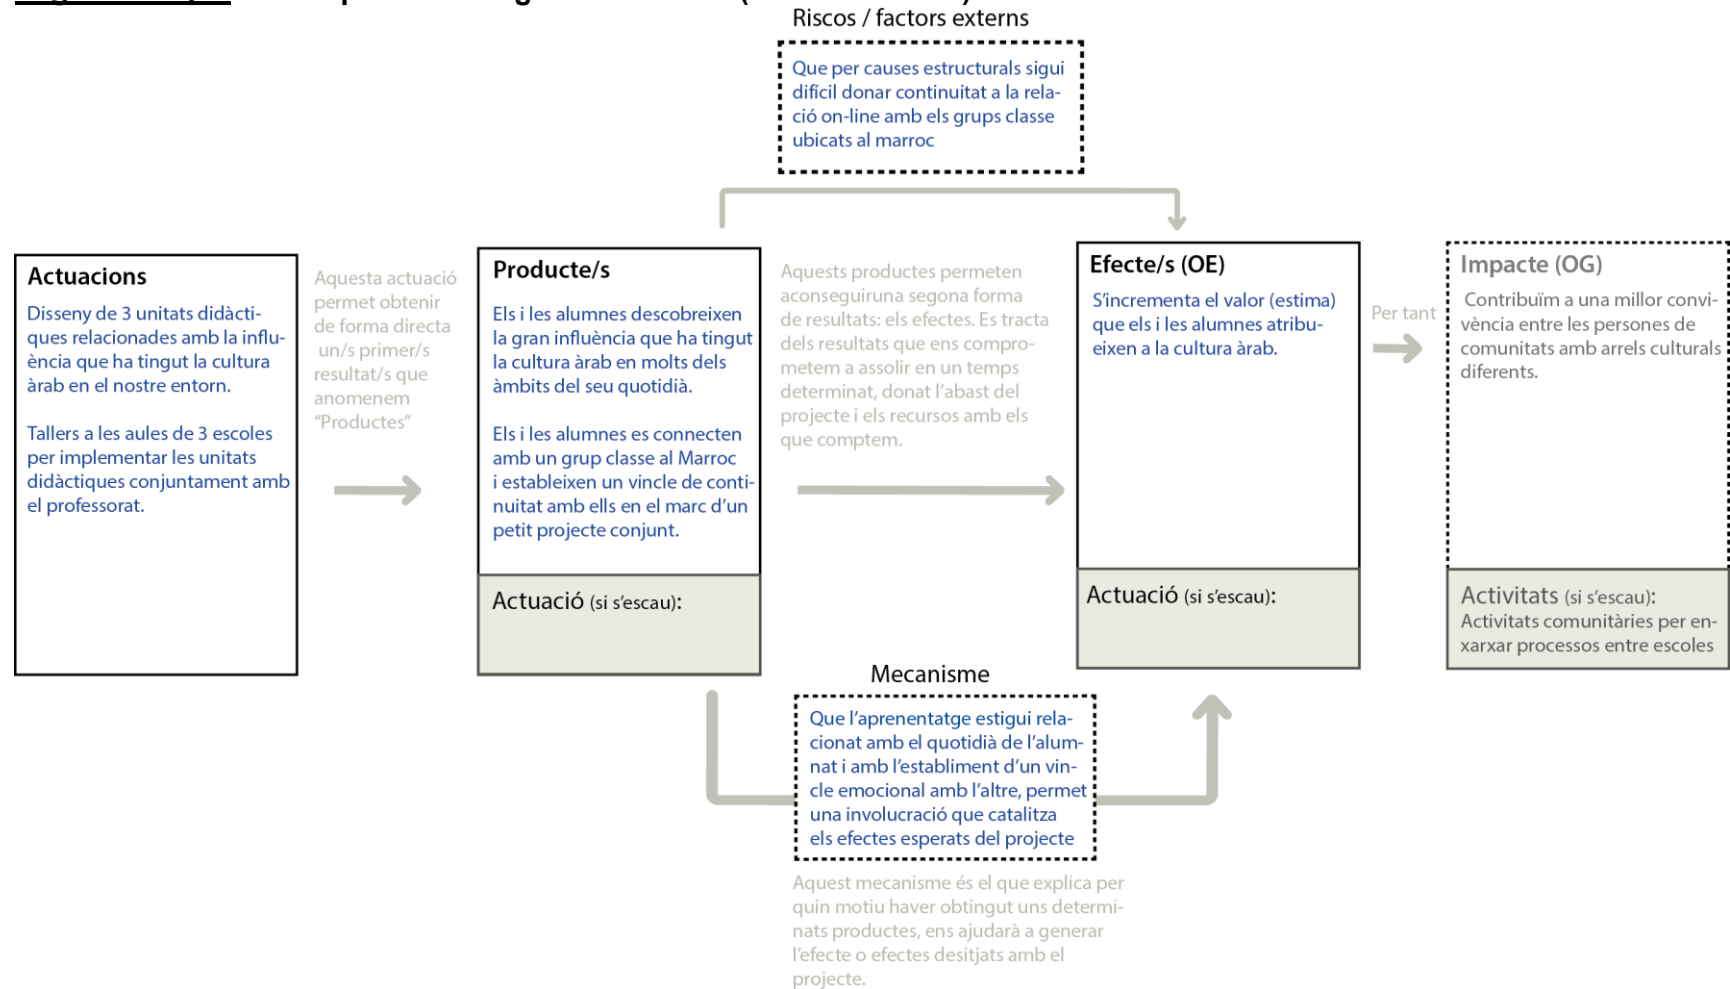 Riscos / factors externs
Que per causes estructurals sigui
difícil donar continuitat a la rela-
ció on-line amb els grups classe
ubicats al marroc
Actuacions
Disseny de 3 unitats didàcti-
ques relacionades amb la influ-
ència que ha tingut la cultura
àrab en el nostre entorn.
Tallers a les aules de 3 escoles
per implementar les unitats
didàctiques conjuntament amb
el professorat.
Aquesta actuació
permet obtenir
de forma directa
un/s primer/s
resultat/s que
anomenem
“Productes”
Producte/s
Els i les alumnes descobreixen
la gran influència que ha tingut
la cultura àrab en molts dels
àmbits del seu quotidià.
Els i les alumnes es connecten
amb un grup classe al Marroc
i estableixen un vincle de conti-
nuitat amb ells en el marc d’un
petit projecte conjunt.
Actuació (si s’escau):
Aquests productes permeten
aconseguiruna segona forma
de resultats: els efectes. Es tracta
dels resultats que ens compro-
metem a assolir en un temps
determinat, donat l’abast del
projecte i els recursos amb els
que comptem.
Efecte/s (OE)
S’incrementa el valor (estima)
que els i les alumnes atribu-
eixen a la cultura àrab.
Actuació (si s’escau):
Per tant
Impacte (OG)
Contribuïm a una millor convi-
vència entre les persones de
comunitats amb arrels culturals
diferents.
Activitats (si s’escau):
Activitats comunitàries per en-
xarxar processos entre escoles
Mecanisme
Que l’aprenentatge estigui rela-
cionat amb el quotidià de l’alum-
nat i amb l’establiment d’un vin-
cle emocional amb l’altre, permet
una involucració que catalitza
els efectes esperats del projecte
Aquest mecanisme és el que explica per
quin motiu haver obtingut uns determi-
nats productes, ens ajudarà a generar
l’efecte o efectes desitjats amb el
projecte.